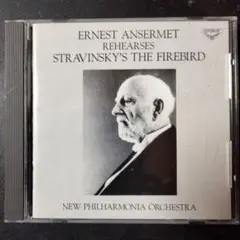 ERNEST ANSERMET
REHEARSES
STRAVINSKY'S THE FIREBIRD
NEW PHILHARMONIA ORCHESTRA